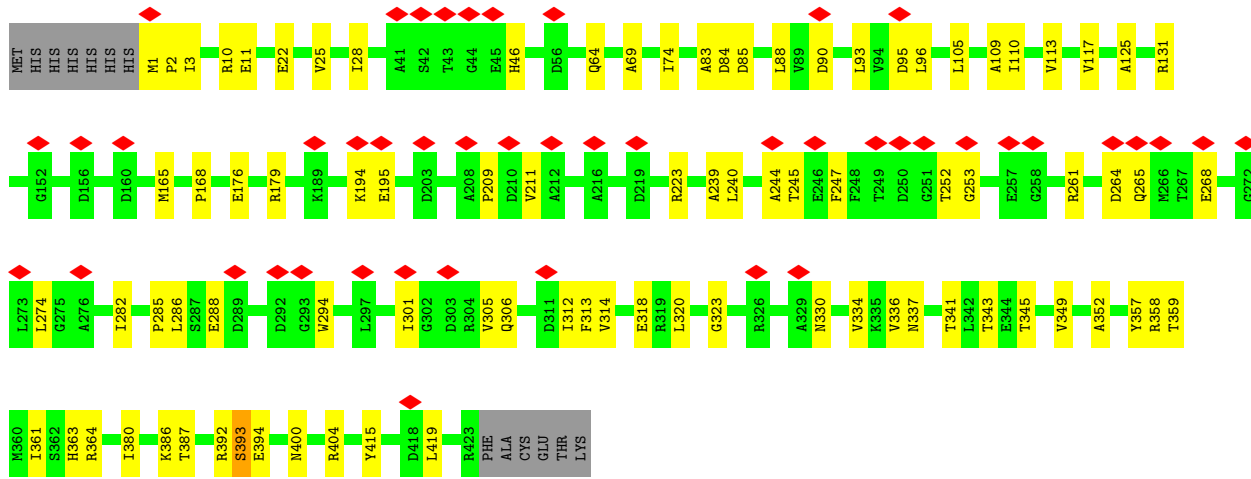 MET HIS HIS HIS HIS HIS HIS M1 P2 I3 R10 E11 E22 V25 I28 A41 S42 T43 G44 E45 H46 D56 Q64 A69 I74 A83 D84 D85 L88 V89 D90 L93 V94 D95 L96 L105 A109 I110 V113 V117 A125 R131
G152 D156 D160 M165 P168 E176 R179 K189 K194 E195 D203 A208 P209 D210 V211 A212 A216 D219 R223 A239 L240 A244 T245 E246 F247 F248 T249 D250 G251 T252 G253 E257 G258 R261 D264 Q265 M266 T267 E268 G272
L273 L274 G275 A276 I282 P285 L286 S287 E288 D289 D292 G293 W294 L297 I301 G302 D303 R304 V305 Q306 D311 I312 F313 V314 E318 R319 L320 G323 R326 A329 N330 V334 K335 V336 N337 T341 L342 T343 E344 T345 V349 A352 Y357 R358 T359
M360 I361 S362 H363 R364 I380 K386 T387 R392 S393 E394 N400 R404 Y415 D418 L419 R423 PHE ALA CYS GLU THR LYS